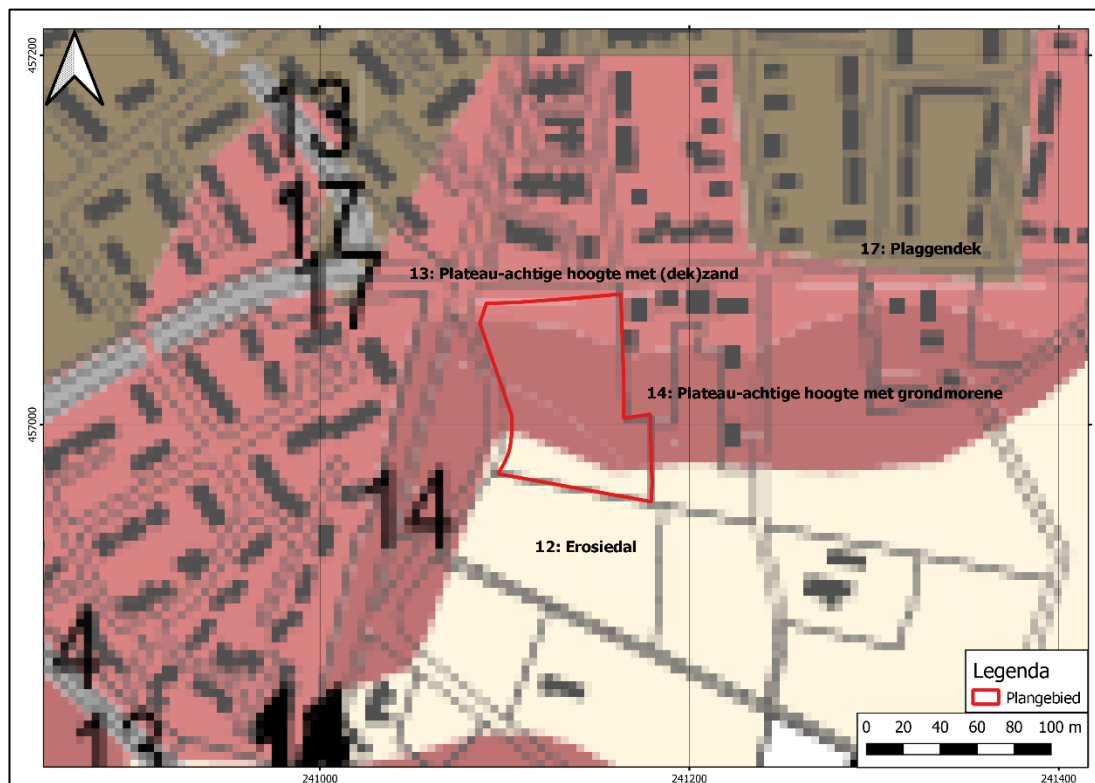 457200
13
17
17: Plaggendek
17
13: Plateau-achtige hoogte met (dek)zand
14: Plateau-achtige hoogte met grondmorene
457000
14
12: Erosiedal
4
Legenda
Plangebied
0 20 40 60 80 100 m
241000
241200
241400